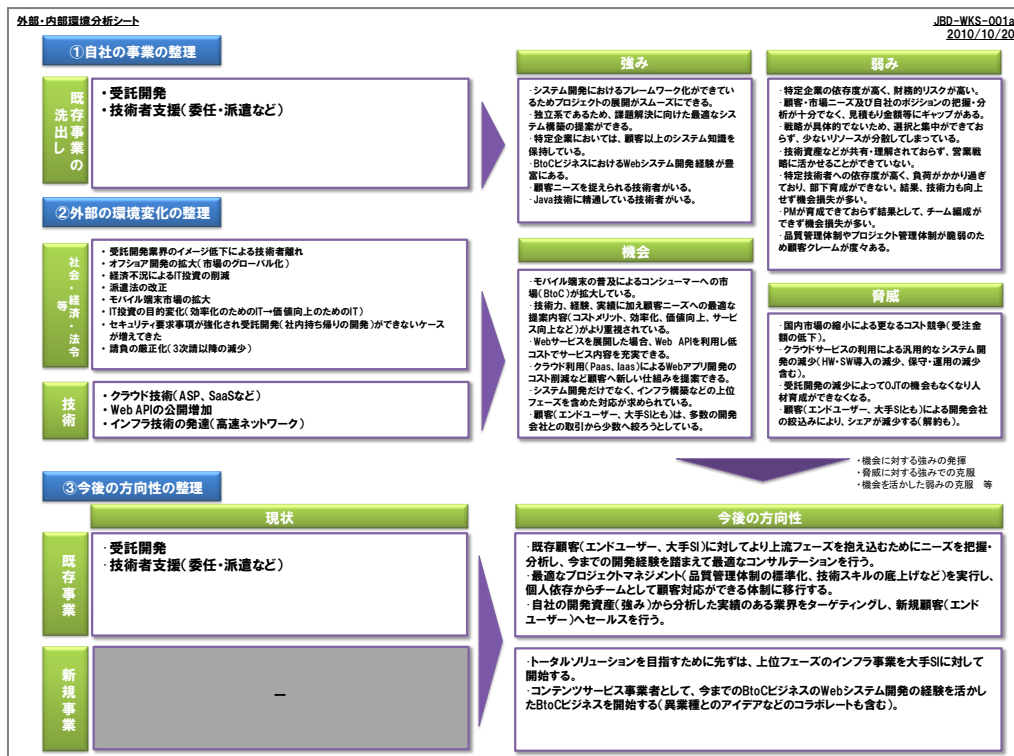 外部・内部環境分析シート
JBD-WKS-001a
2010/10/20
①自社の事業の整理
既存事業の洗出し
・受託開発
・技術者支援(委任・派遣など)
強み
・システム開発におけるフレームワーク化ができてい
るためプロジェクトの展開がスムーズにできる。
・独立系であるため、課題解決に向けた最適なシス
テム構築の提案ができる。
・特定企業においては、顧客以上のシステム知識を
保持している。
・BtoCビジネスにおけるWebシステム開発経験が豊
富にある。
・顧客ニーズを捉えられる技術者がいる。
・Java技術に精通している技術者がいる。
弱み
・特定企業の依存度が高く、財務的リスクが高い。
・顧客・市場ニーズ及び自社のポジションの把握・分
析が十分でなく、見積もり金額等にギャップがある。
・戦略が具体的でないため、選択と集中ができてお
らず、少ないリソースが分散してしまっている。
・技術資産などが共有・理解されておらず、営業戦
略に活かせることができていない。
・特定技術者への依存度が高く、負荷がかかり過ぎ
ており、部下育成ができない。結果、技術力も向上
せず機会損失が多い。
・PMが育成できておらず結果として、チーム編成が
できず機会損失が多い。
・品質管理体制やプロジェクト管理体制が脆弱のた
め顧客クレームが度々ある。
②外部の環境変化の整理
社会・経済・法令等
・ 受託開発業界のイメージ低下による技術者離れ
・ オフショア開発の拡大(市場のグローバル化)
・ 経済不況によるIT投資の削減
・ 派遣法の改正
・ モバイル端末市場の拡大
・ IT投資の目的変化(効率化のためのIT→価値向上のためのIT)
・ セキュリティ要求事項が強化され受託開発(社内持ち帰りの開発)ができないケース
が増えてきた
・ 請負の厳正化(3次請以降の減少)
技術
・ クラウド技術(ASP、SaaSなど)
・ Web APIの公開増加
・ インフラ技術の発達(高速ネットワーク)
機会
・モバイル端末の普及によるコンシューマーへの市
場(BtoC)が拡大している。
・技術力、経験、実績に加え顧客ニーズへの最適な
提案内容(コストメリット、効率化、価値向上、サービ
ス向上など)がより重視されている。
・Webサービスを展開した場合、Web APIを利用し低
コストでサービス内容を充実できる。
・クラウド利用(Paas、Iaas)によるWebアプリ開発の
コスト削減など顧客へ新しい仕組みを提案できる。
・システム開発だけでなく、インフラ構築などの上位
フェーズを含めた対応が求められている。
・顧客(エンドユーザー、大手SIとも)は、多数の開発
会社との取引から少数へ絞ろうとしている。
脅威
・国内市場の縮小による更なるコスト競争(受注金
額の低下)。
・クラウドサービスの利用による汎用的なシステム開
発の減少(HW・SW導入の減少、保守・運用の減少
含む)。
・受託開発の減少によってOJTの機会もなくなり人
材育成ができなくなる。
・顧客(エンドユーザー、大手SIとも)による開発会社
の絞込みにより、シェアが減少する(解約も)。
・機会に対する強みの発揮
・脅威に対する強みでの克服
・機会を活かした弱みの克服 等
③今後の方向性の整理
現状
今後の方向性
既存事業
・受託開発
・技術者支援(委任・派遣など)
・既存顧客(エンドユーザー、大手SI)に対してより上流フェーズを抱え込むためにニーズを把握・
分析し、今までの開発経験を踏まえて最適なコンサルテーションを行う。
・最適なプロジェクトマネジメント(品質管理体制の標準化、技術スキルの底上げなど)を実行し、
個人依存からチームとして顧客対応ができる体制に移行する。
・自社の開発資産(強み)から分析した実績のある業界をターゲティングし、新規顧客(エンド
ユーザー)へセールスを行う。
新規事業
―
・トータルソリューションを目指すために先ずは、上位フェーズのインフラ事業を大手SIに対して
開始する。
・コンテンツサービス事業者として、今までのBtoCビジネスのWebシステム開発の経験を活かし
たBtoCビジネスを開始する(異業種とのアイデアなどのコラボレートも含む)。